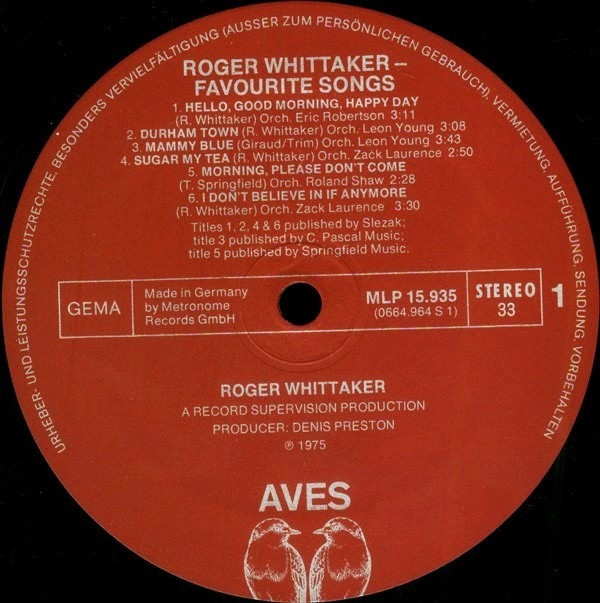 URHEBER- UND LEISTUNGSSCHUTZRECHTE, BESONDERS VERVIELFÄLTIGUNG (AUSSER ZUM PERSÖNLICHEN GEBRAUCH), VERMIETUNG, AUFFÜHRUNG, SENDUNG, VORBEHALTEN
ROGER WHITTAKER –
FAVOURITE SONGS
1. HELLO, GOOD MORNING, HAPPY DAY
(R. Whittaker) Orch. Eric Robertson 3:11
2. DURHAM TOWN (R. Whittaker) Orch. Leon Young 3:08
3. MAMMY BLUE (Giraud/Trim) Orch. Leon Young 3:43
4. SUGAR MY TEA (R. Whittaker) Orch. Zack Laurence 2:50
5. MORNING, PLEASE DON'T COME
(T. Springfield) Orch. Roland Shaw 2:28
6. I DON'T BELIEVE IN IF ANYMORE
(R. Whittaker) Orch. Zack Laurence 3:30
Titles 1, 2, 4 & 6 published by Slezak;
title 3 published by C. Pascal Music;
title 5 published by Springfield Music.
GEMA
Made in Germany
by Metronome
Records GmbH
MLP 15.935
(0664.964 S 1)
STEREO
33
1
ROGER WHITTAKER
A RECORD SUPERVISION PRODUCTION
PRODUCER: DENIS PRESTON
℗ 1975
AVES